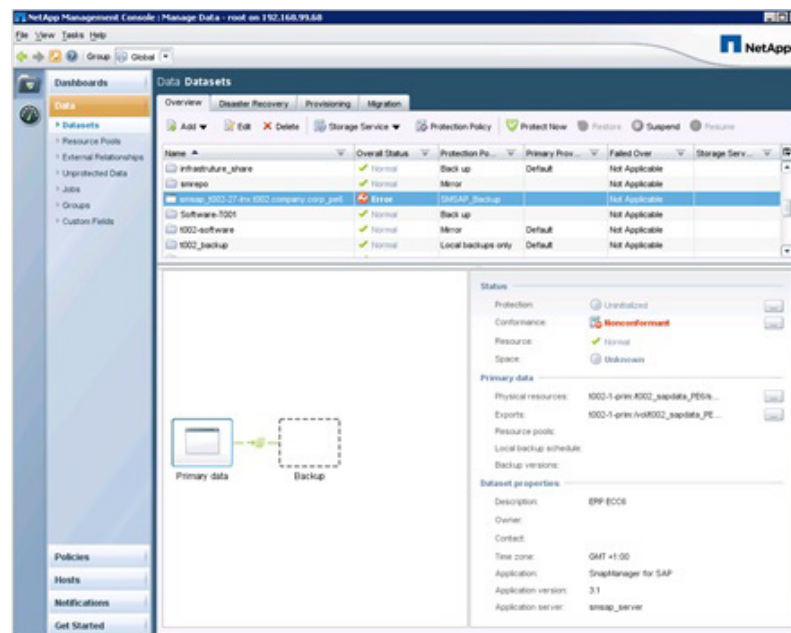 NetApp Management Console : Manage Data - root on 192.168.99.60
File View Tasks Help
Group Global
NetApp
Dashboards
Data
Datasets
Resource Pools
External Relationships
Unprotected Data
Jobs
Groups
Custom Fields
Policies
Hosts
Notifications
Get Started
Data Datasets
Overview Disaster Recovery Provisioning Migration
Add Edit Delete Storage Service Protection Policy Protect Now Restore Suspend Resume
Name Overall Status Protection Po... Primary Prov... Failed Over Storage Serv...
infrastruture_share Normal Back up Default Not Applicable
smrepo Normal Mirror Not Applicable
Error SMSAP_Backup Not Applicable
Software-T001 Normal Back up Not Applicable
t002-software Normal Mirror Default Not Applicable
t002_backup Normal Local backups only Default Not Applicable
Primary data
Backup
Status
Protection: Uninitialized
Conformance: Nonconformant
Resource: Normal
Space: Unknown
Primary data
Physical resources: t002-1-prim:/t002_sapdata_PE6/s...
Exports: t002-1-prim:/vol/t002_sapdata_PE...
Resource pools:
Local backup schedule:
Backup versions:
Dataset properties
Description: ERP ECC6
Owner:
Contact:
Time zone: GMT +1:00
Application: SnapManager for SAP
Application version: 3.1
Application server: smsap_server